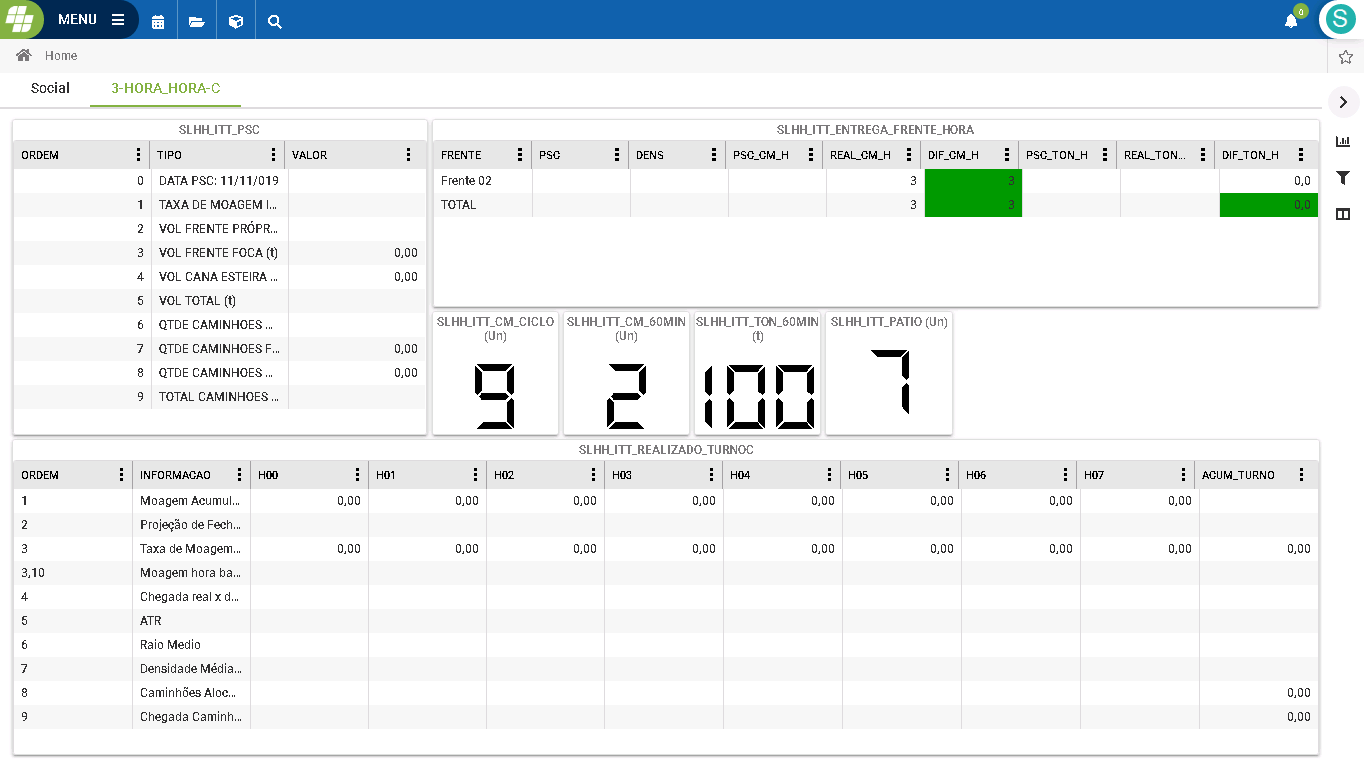 MENU
0
S
Home
Social 3-HORA_HORA-C
SLHH_ITT_PSC
ORDEM TIPO VALOR
0 DATA PSC: 11/11/019
1 TAXA DE MOAGEM I...
2 VOL FRENTE PRÓPR...
3 VOL FRENTE FOCA (t) 0,00
4 VOL CANA ESTEIRA ... 0,00
5 VOL TOTAL (t)
6 QTDE CAMINHOES ...
7 QTDE CAMINHOES F... 0,00
8 QTDE CAMINHOES ... 0,00
9 TOTAL CAMINHOES ...
SLHH_ITT_ENTREGA_FRENTE_HORA
FRENTE PSC DENS PSC_CM_H REAL_CM_H DIF_CM_H PSC_TON_H REAL_TON... DIF_TON_H
Frente 02 3 3 0,0
TOTAL 3 3 0,0
SLHH_ITT_CM_CICLO
(Un)
9
SLHH_ITT_CM_60MIN
(Un)
2
SLHH_ITT_TON_60MIN
(t)
100
SLHH_ITT_PATIO (Un)
7
SLHH_ITT_REALIZADO_TURNOC
ORDEM INFORMACAO H00 H01 H02 H03 H04 H05 H06 H07 ACUM_TURNO
1 Moagem Acumul... 0,00 0,00 0,00 0,00 0,00 0,00 0,00 0,00
2 Projeção de Fech...
3 Taxa de Moagem... 0,00 0,00 0,00 0,00 0,00 0,00 0,00 0,00 0,00
3,10 Moagem hora ba...
4 Chegada real x d...
5 ATR
6 Raio Medio
7 Densidade Média...
8 Caminhões Aloc... 0,00
9 Chegada Caminh... 0,00